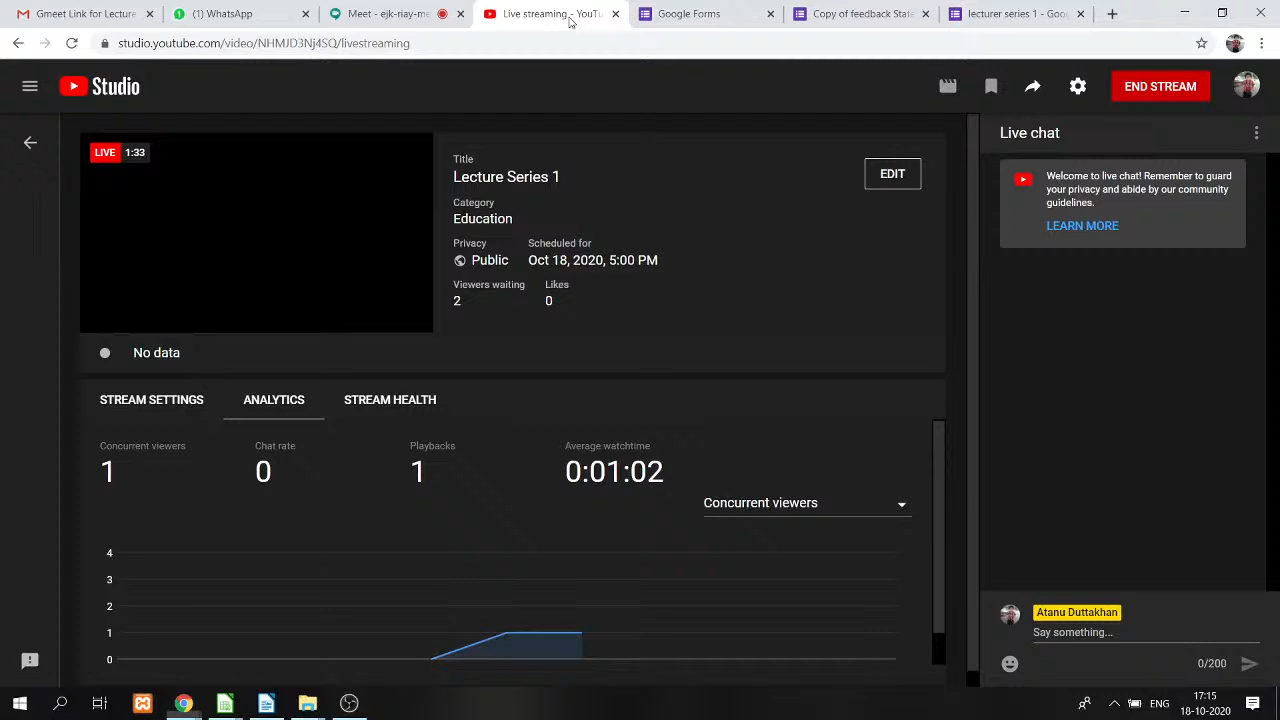 Gmeet Link for Lecture
(1) WhatsApp
Meet - ejk-riay-me
Live streaming - YouTu
Google Forms
Copy of feedback State
lecturer series 1 - Goo
studio.youtube.com/video/NHMJD3Nj4SQ/livestreaming
Studio
END STREAM
LIVE 1:33
Title
Lecture Series 1
EDIT
Category
Education
Privacy Scheduled for
Public Oct 18, 2020, 5:00 PM
Viewers waiting Likes
2 0
No data
STREAM SETTINGS ANALYTICS STREAM HEALTH
Concurrent viewers Chat rate Playbacks Average watchtime
1 0 1 0:01:02
Concurrent viewers
4
3
2
1
0
Live chat
Welcome to live chat! Remember to guard
your privacy and abide by our community
guidelines.
LEARN MORE
Atanu Duttakhan
Say something...
0/200
ENG
17:15
18-10-2020